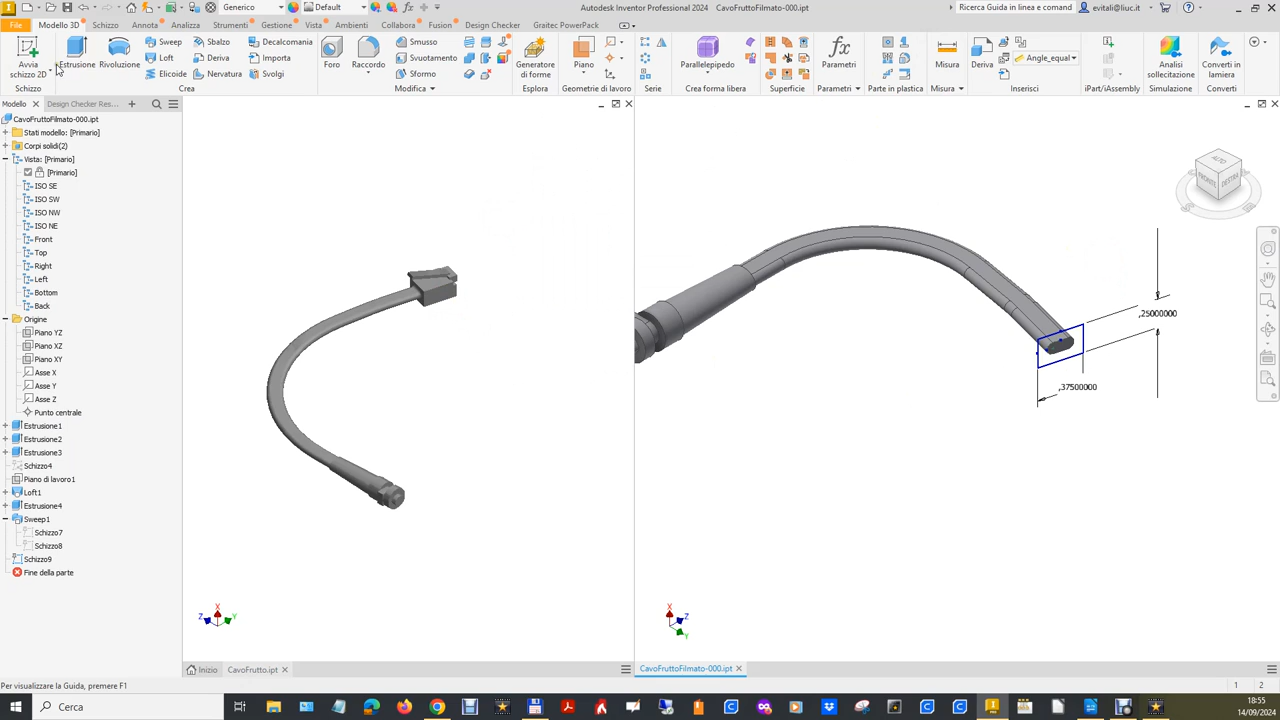 Generico
Default
Autodesk Inventor Professional 2024
CavoFruttoFilmato-000.ipt
Ricerca Guida in linea e comandi
evitali@liuc.it
File
Modello 3D
Schizzo
Annota
Analizza
Strumenti
Gestione
Vista
Ambienti
Collabora
Fusion
Design Checker
Graitec PowerPack
Avvia
schizzo 2D
Estrusione
Rivoluzione
Sweep
Loft
Elicoide
Sbalzo
Deriva
Nervatura
Decalcomania
Importa
Svolgi
Foro
Raccordo
Smusso
Svuotamento
Sformo
Generatore
di forme
Piano
Parallelepipedo
Parametri
Misura
Deriva
Angle_equal
Analisi
sollecitazione
Converti in
lamiera
Schizzo
Crea
Modifica
Esplora
Geometrie di lavoro
Serie
Crea forma libera
Superficie
Parametri
Parte in plastica
Misura
Inserisci
iPart/iAssembly
Simulazione
Converti
Modello
Design Checker Res...
CavoFruttoFilmato-000.ipt
Stati modello: [Primario]
Corpi solidi(2)
Vista: [Primario]
[Primario]
ISO SE
ISO SW
ISO NW
ISO NE
Front
Top
Right
Left
Bottom
Back
Origine
Piano YZ
Piano XZ
Piano XY
Asse X
Asse Y
Asse Z
Punto centrale
Estrusione1
Estrusione2
Estrusione3
Schizzo4
Piano di lavoro1
Loft1
Estrusione4
Sweep1
Schizzo7
Schizzo8
Schizzo9
Fine della parte
ALTO
FRONTE
DESTRA
,25000000
,37500000
X
Z
Y
X
Z
Y
Inizio
CavoFrutto.ipt
CavoFruttoFilmato-000.ipt
Per visualizzare la Guida, premere F1
1
2
Cerca
18:55
14/09/2024